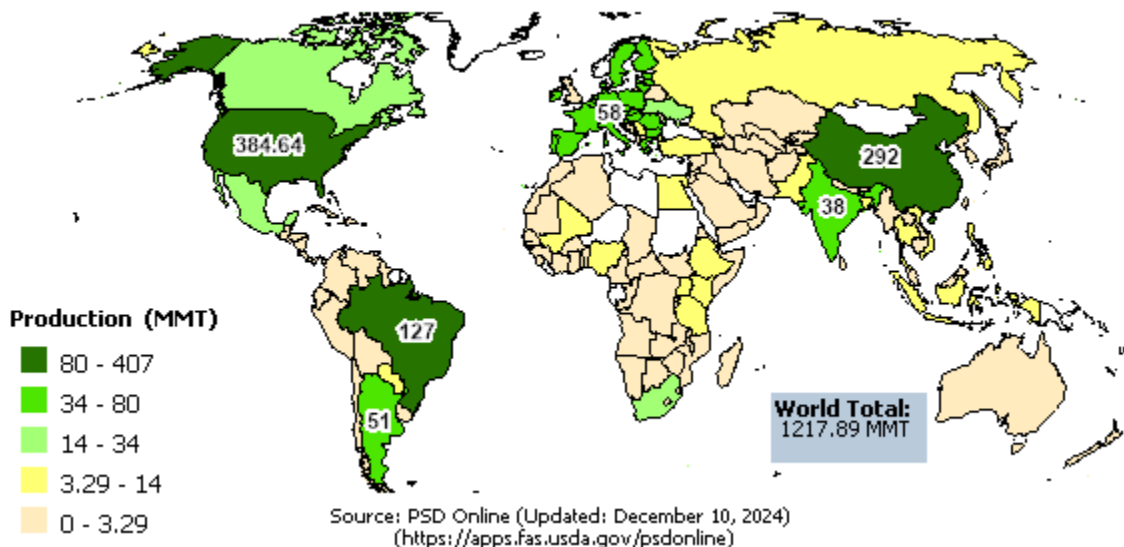 384.64
58
292
38
127
51
Production (MMT)
80 - 407
34 - 80
14 - 34
3.29 - 14
0 - 3.29
World Total:
1217.89 MMT
Source: PSD Online (Updated: December 10, 2024)
(https://apps.fas.usda.gov/psdonline)